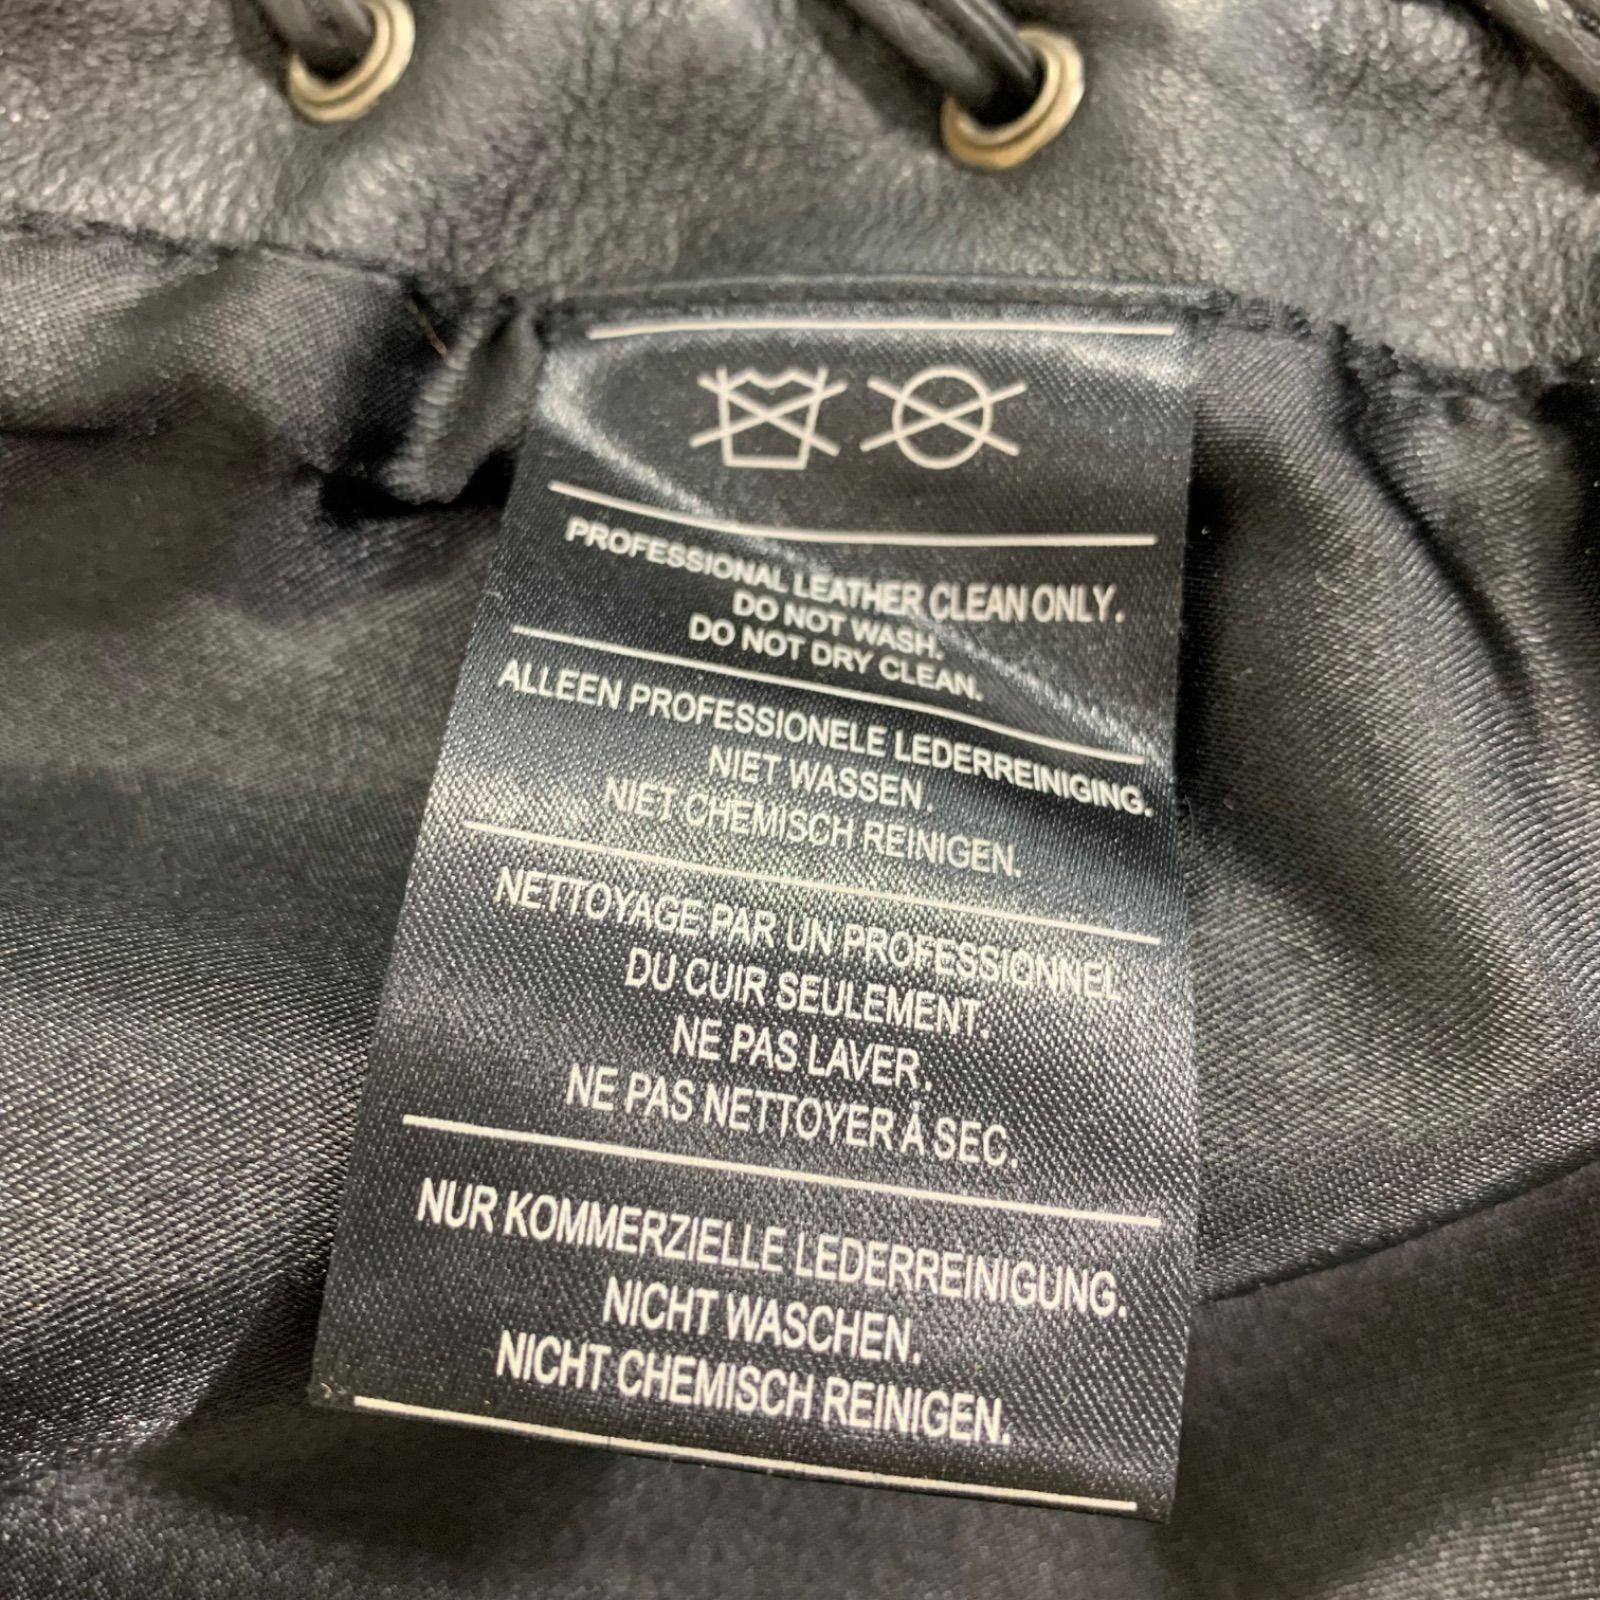 PROFESSIONAL LEATHER CLEAN ONLY.
DO NOT WASH.
DO NOT DRY CLEAN.
ALLEEN PROFESSIONELE LEDERREINIGING.
NIET WASSEN.
NIET CHEMISCH REINIGEN.
NETTOYAGE PAR UN PROFESSIONNEL
DU CUIR SEULEMENT.
NE PAS LAVER.
NE PAS NETTOYER À SEC.
NUR KOMMERZIELLE LEDERREINIGUNG.
NICHT WASCHEN.
NICHT CHEMISCH REINIGEN.